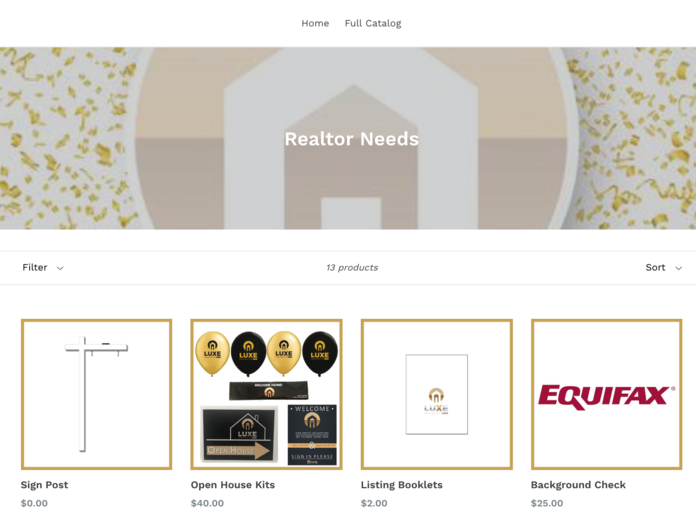 Home Full Catalog
Realtor Needs
Filter
13 products
Sort
LUXE LUXE LUXE LUXE
WELCOME HOME!
LUXE
OPEN HOUSE
WELCOME
&
SIGN IN PLEASE
LUXE
EQUIFAX
Sign Post
$0.00
Open House Kits
$40.00
Listing Booklets
$2.00
Background Check
$25.00